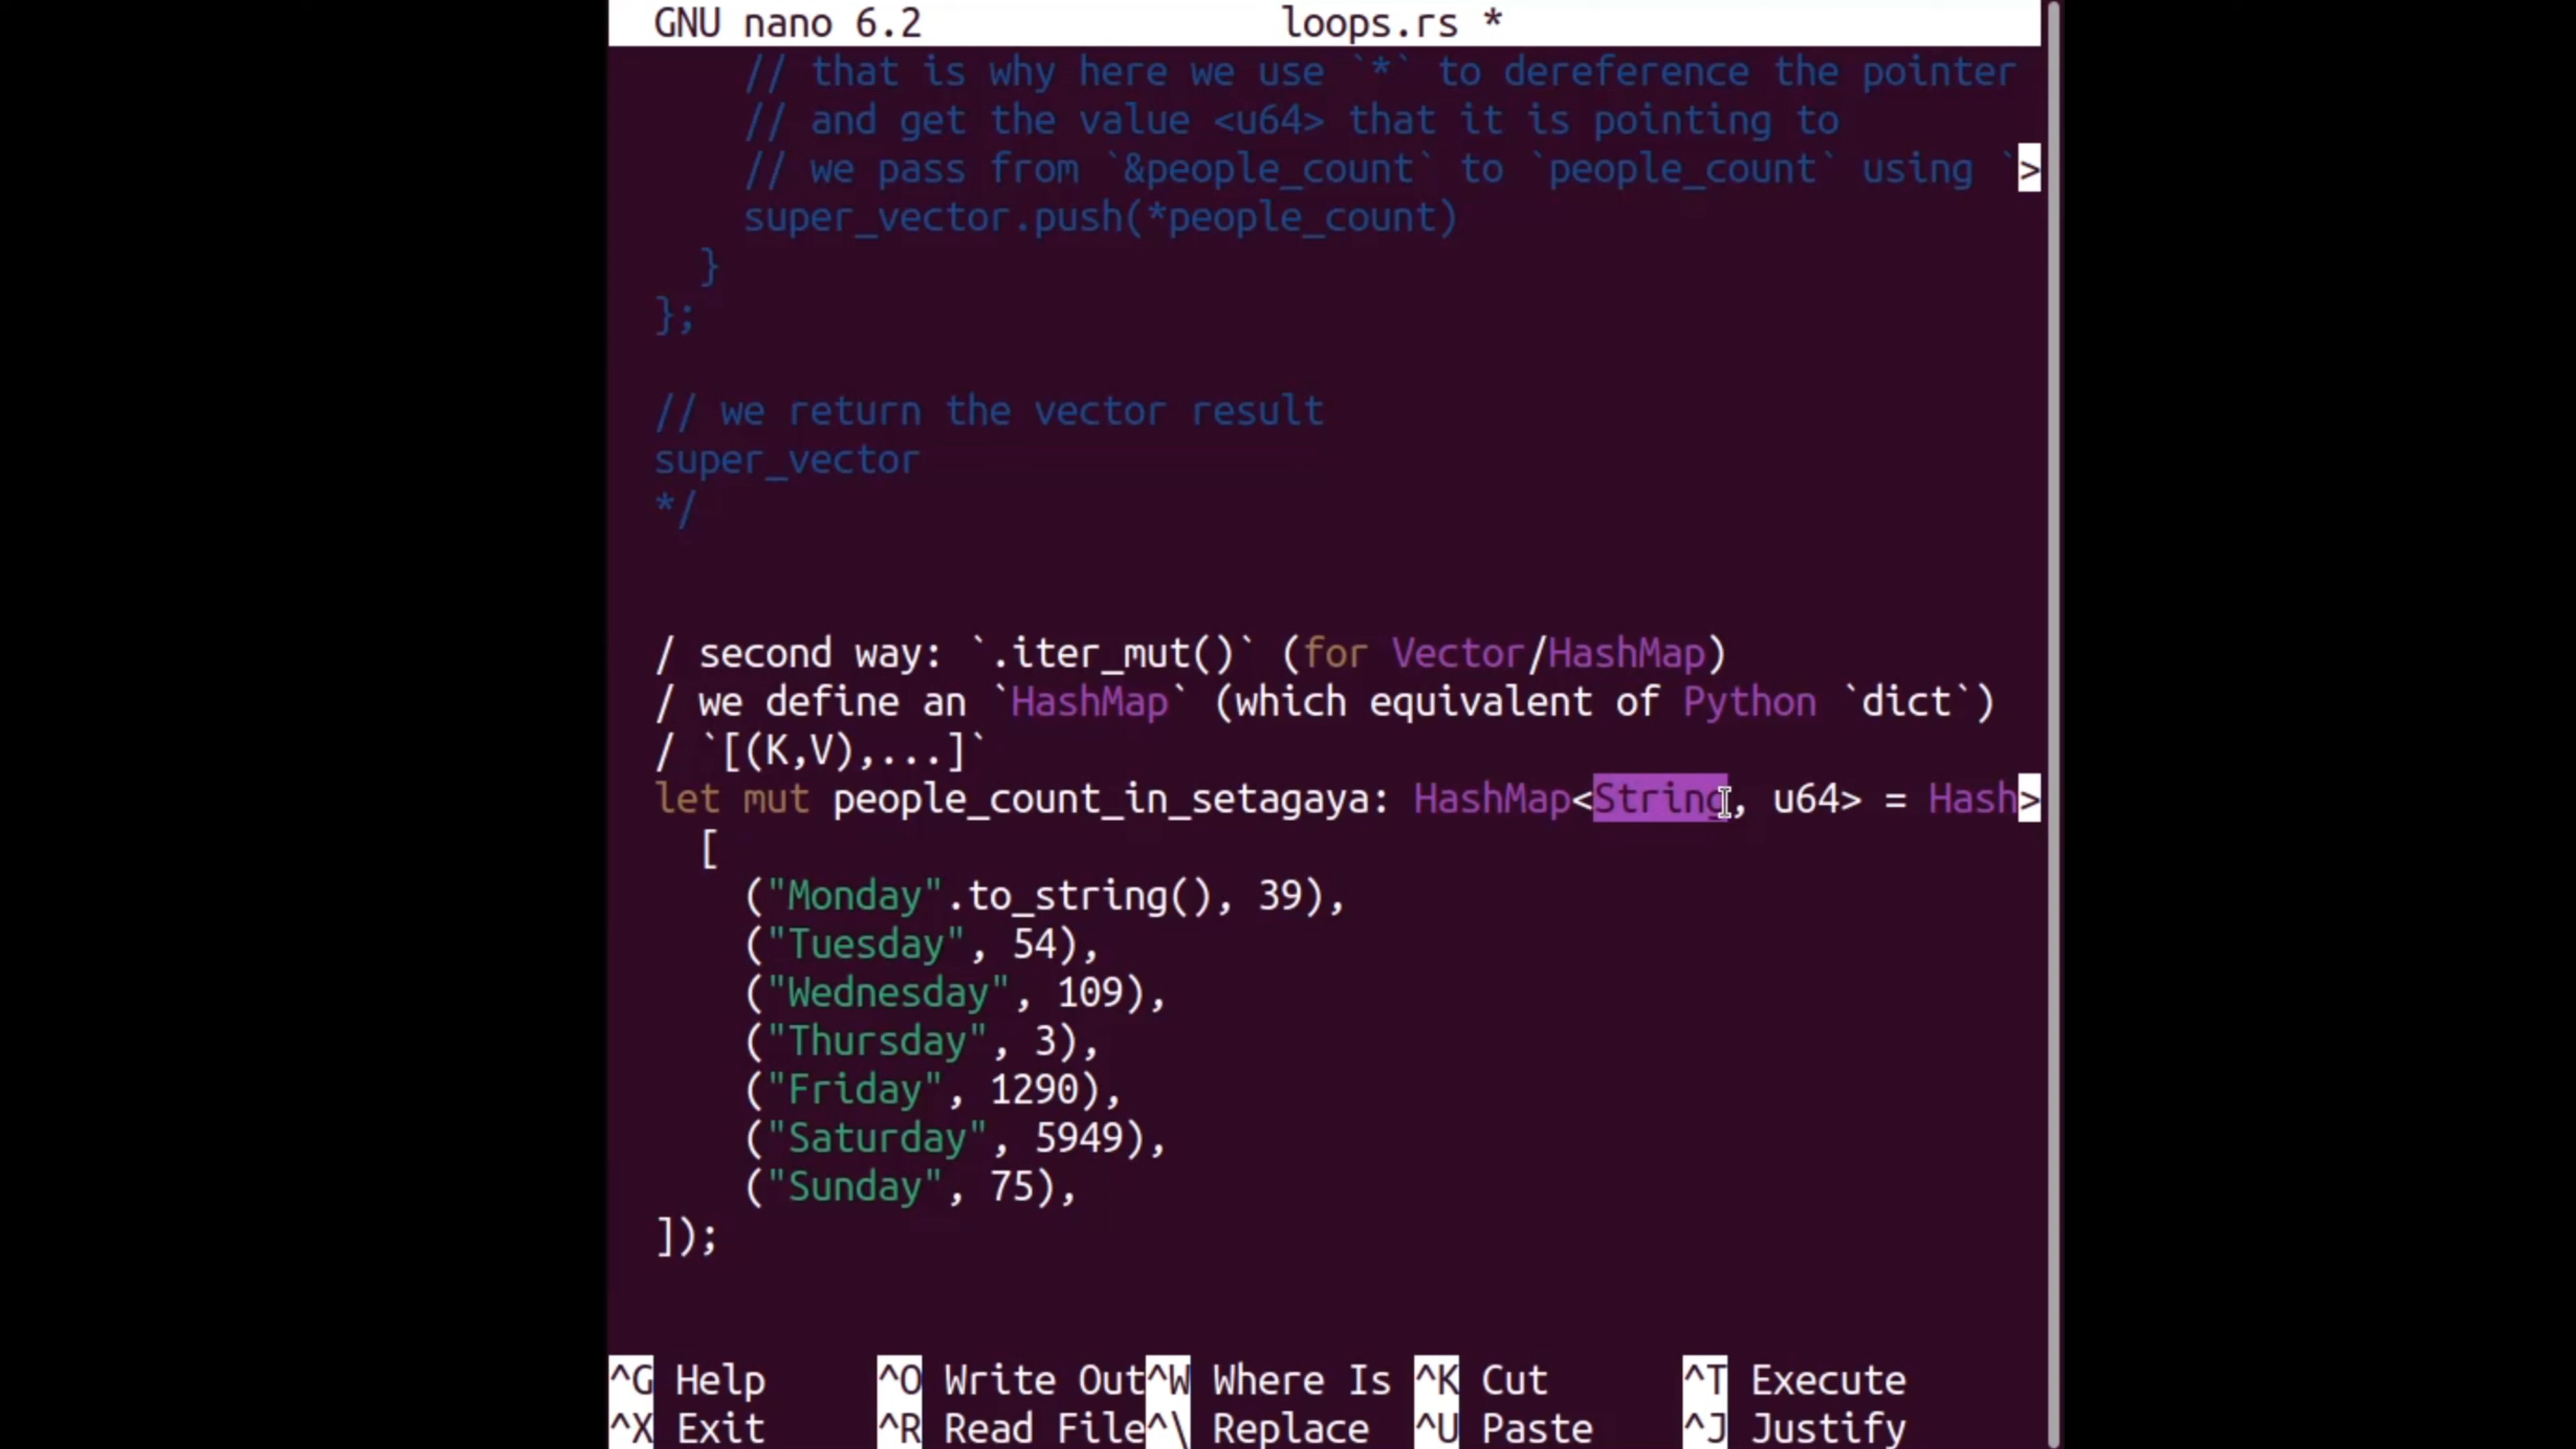 GNU nano 6.2 loops.rs *
// that is why here we use `*` to dereference the pointer
// and get the value <u64> that it is pointing to
// we pass from `&people_count` to `people_count` using `>
super_vector.push(*people_count)
}
};
// we return the vector result
super_vector
*/
/ second way: `.iter_mut()` (for Vector/HashMap)
/ we define an `HashMap` (which equivalent of Python `dict`)
/ `[(K,V),...]`
let mut people_count_in_setagaya: HashMap<String, u64> = Hash>
[
("Monday".to_string(), 39),
("Tuesday", 54),
("Wednesday", 109),
("Thursday", 3),
("Friday", 1290),
("Saturday", 5949),
("Sunday", 75),
]);
^G Help ^O Write Out ^W Where Is ^K Cut ^T Execute
^X Exit ^R Read File ^\ Replace ^U Paste ^J Justify